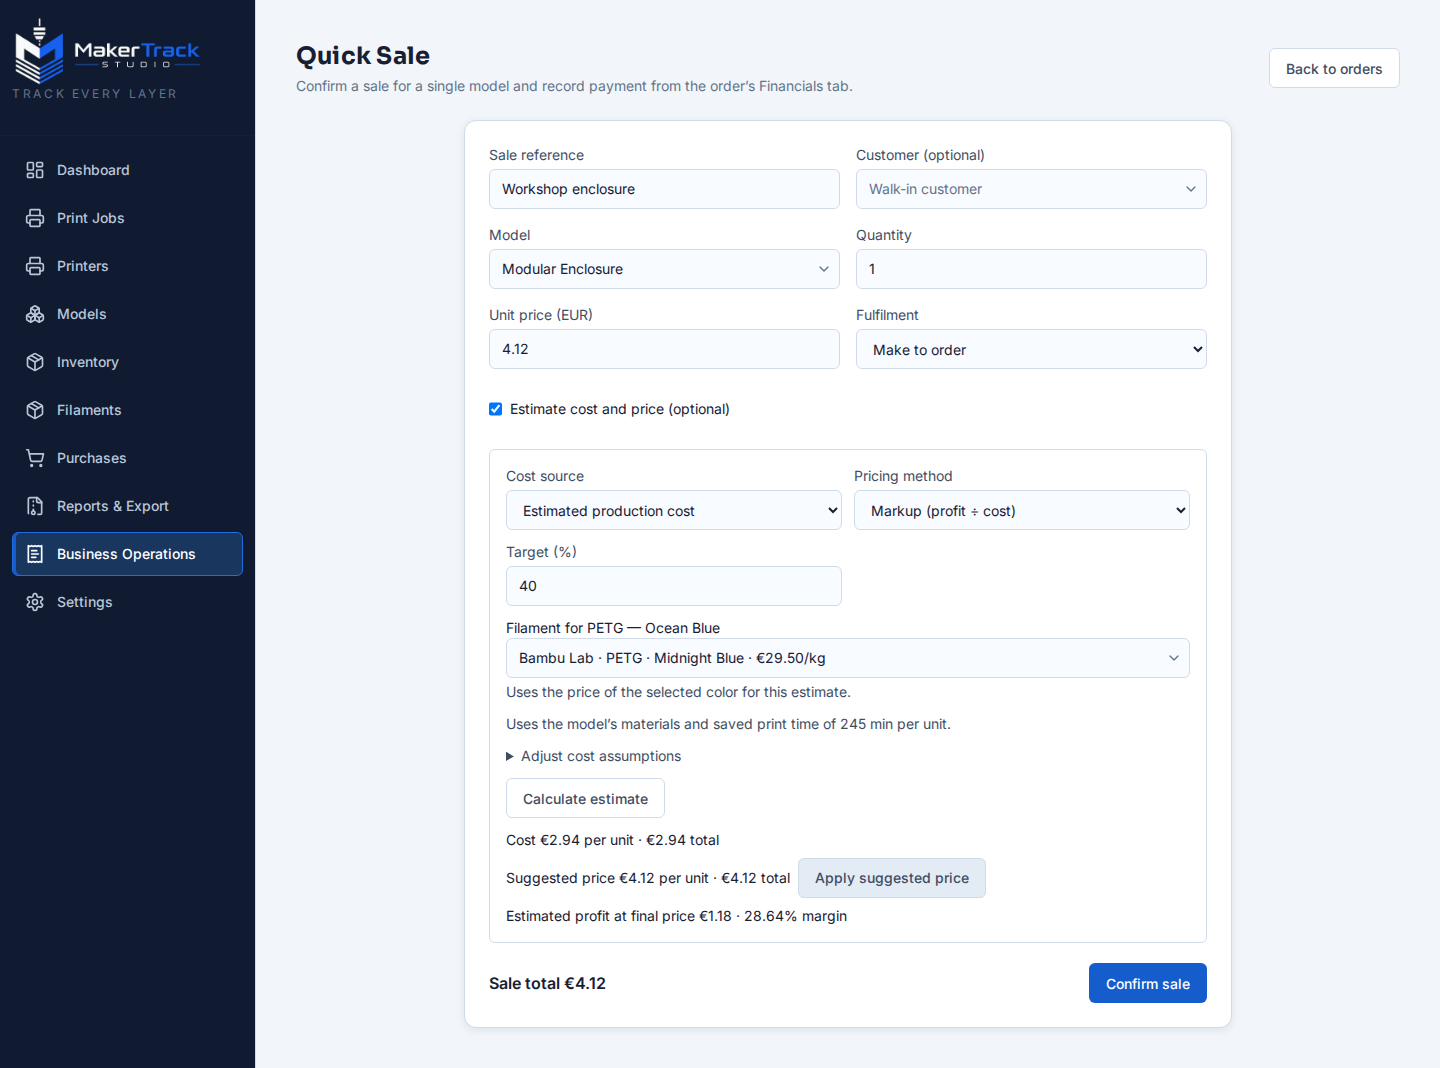 MakerTrack
STUDIO
TRACK EVERY LAYER
Dashboard
Print Jobs
Printers
Models
Inventory
Filaments
Purchases
Reports & Export
Business Operations
Settings
Quick Sale
Confirm a sale for a single model and record payment from the order’s Financials tab.
Back to orders
Sale reference
Customer (optional)
Workshop enclosure
Walk-in customer
Model
Quantity
Modular Enclosure
1
Unit price (EUR)
Fulfilment
4.12
Make to order
Estimate cost and price (optional)
Cost source
Pricing method
Estimated production cost
Markup (profit ÷ cost)
Target (%)
40
Filament for PETG — Ocean Blue
Bambu Lab · PETG · Midnight Blue · €29.50/kg
Uses the price of the selected color for this estimate.
Uses the model’s materials and saved print time of 245 min per unit.
Adjust cost assumptions
Calculate estimate
Cost €2.94 per unit · €2.94 total
Suggested price €4.12 per unit · €4.12 total
Apply suggested price
Estimated profit at final price €1.18 · 28.64% margin
Sale total €4.12
Confirm sale